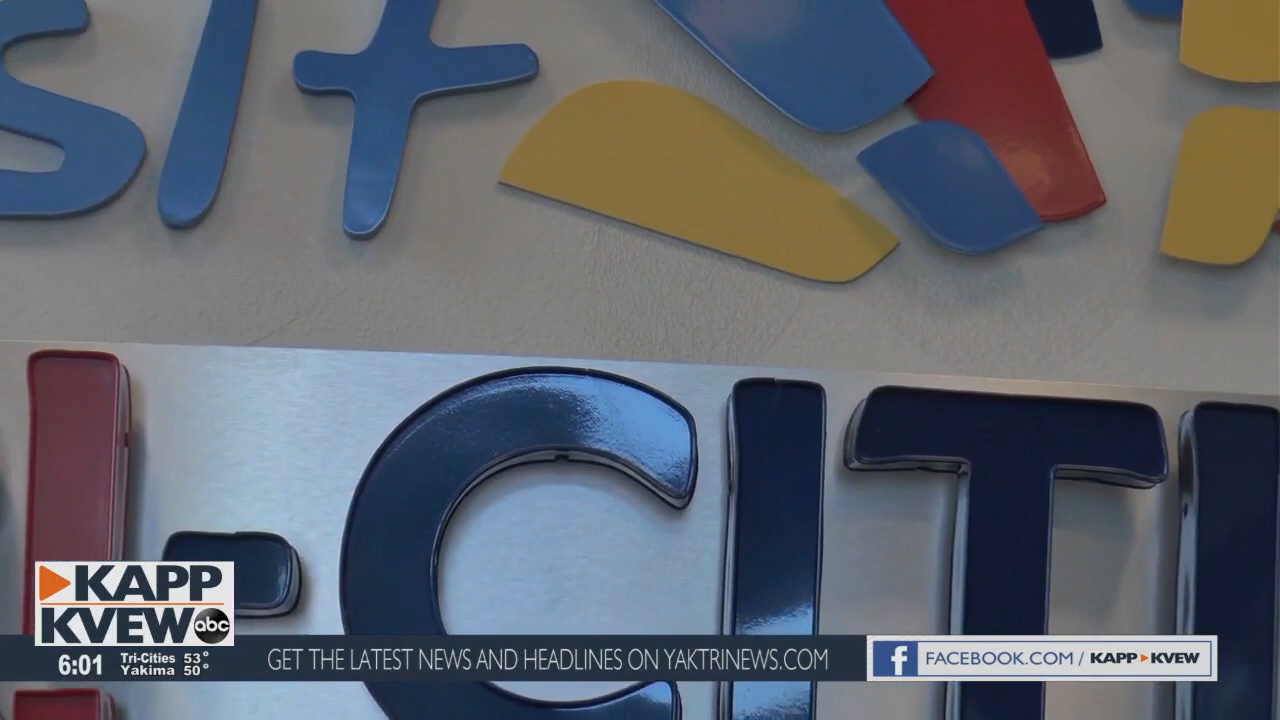 sit
I-CITI
KAPP
KVEW abc
6:01
Tri-Cities 53°
Yakima 50°
GET THE LATEST NEWS AND HEADLINES ON YAKTRINEWS.COM
FACEBOOK.COM / KAPP KVEW